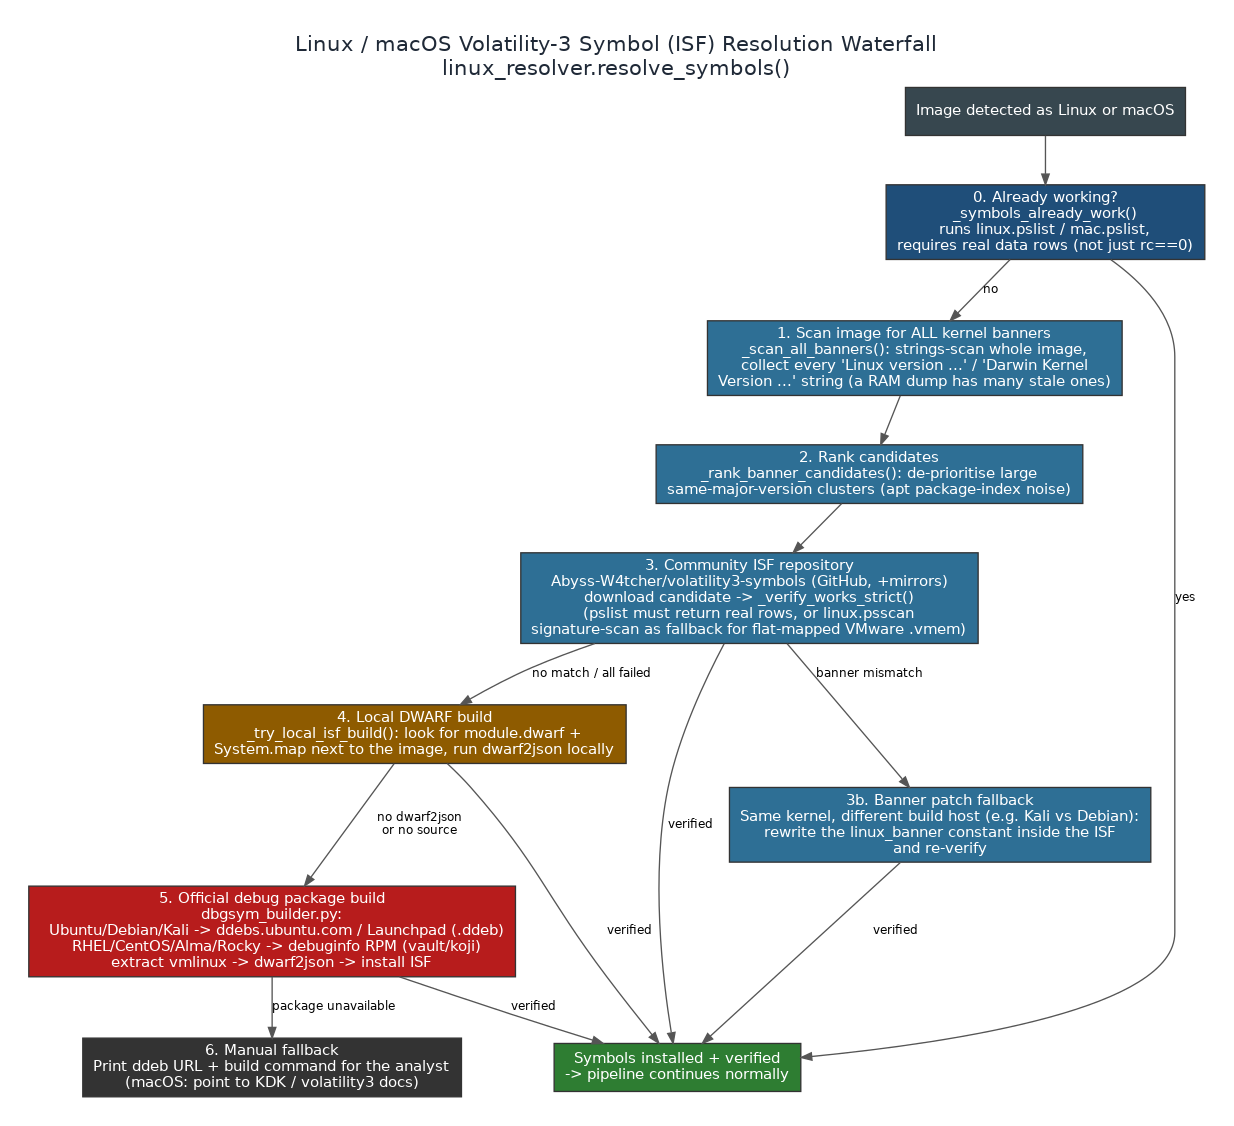 Linux / macOS Volatility-3 Symbol (ISF) Resolution Waterfall
linux_resolver.resolve_symbols()
Image detected as Linux or macOS
0. Already working?
_symbols_already_work()
runs linux.pslist / mac.pslist,
requires real data rows (not just rc==0)
no
yes
1. Scan image for ALL kernel banners
_scan_all_banners(): strings-scan whole image,
collect every 'Linux version ...' / 'Darwin Kernel
Version ...' string (a RAM dump has many stale ones)
2. Rank candidates
_rank_banner_candidates(): de-prioritise large
same-major-version clusters (apt package-index noise)
3. Community ISF repository
Abyss-W4tcher/volatility3-symbols (GitHub, +mirrors)
download candidate -> _verify_works_strict()
(pslist must return real rows, or linux.psscan
signature-scan as fallback for flat-mapped VMware .vmem)
no match / all failed
banner mismatch
verified
4. Local DWARF build
_try_local_isf_build(): look for module.dwarf +
System.map next to the image, run dwarf2json locally
3b. Banner patch fallback
Same kernel, different build host (e.g. Kali vs Debian):
rewrite the linux_banner constant inside the ISF
and re-verify
no dwarf2json
or no source
verified
verified
5. Official debug package build
dbgsym_builder.py:
Ubuntu/Debian/Kali -> ddebs.ubuntu.com / Launchpad (.ddeb)
RHEL/CentOS/Alma/Rocky -> debuginfo RPM (vault/koji)
extract vmlinux -> dwarf2json -> install ISF
package unavailable
verified
6. Manual fallback
Print ddeb URL + build command for the analyst
(macOS: point to KDK / volatility3 docs)
Symbols installed + verified
-> pipeline continues normally